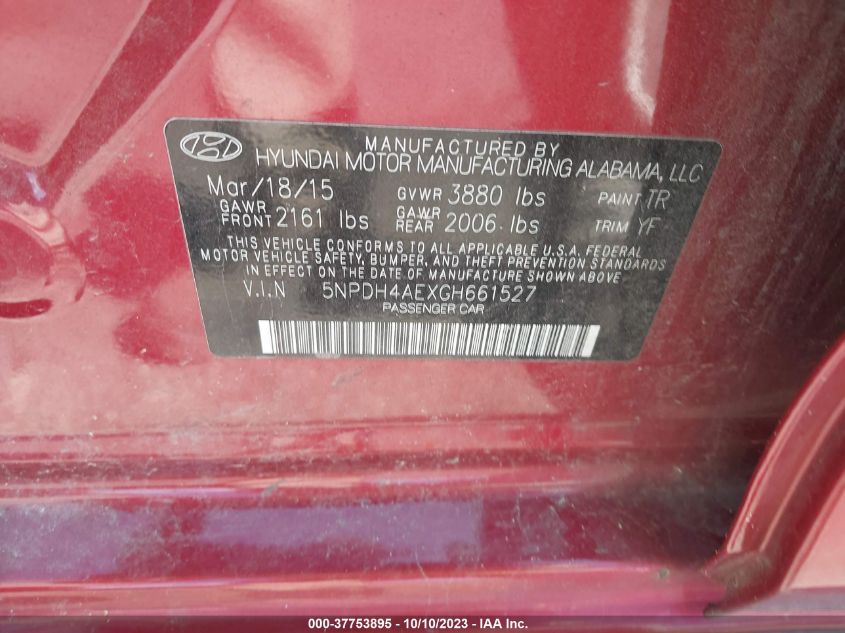 MANUFACTURED BY
HYUNDAI MOTOR MANUFACTURING ALABAMA, LLC
Mar/18/15 GVWR 3880 lbs PAINT TR
GAWR FRONT 2161 lbs GAWR REAR 2006 lbs TRIM YF
THIS VEHICLE CONFORMS TO ALL APPLICABLE U.S.A. FEDERAL
MOTOR VEHICLE SAFETY, BUMPER, AND THEFT PREVENTION STANDARDS
IN EFFECT ON THE DATE OF MANUFACTURE SHOWN ABOVE
V.I.N 5NPDH4AEXGH661527
PASSENGER CAR
000-37753895 - 10/10/2023 - IAA Inc.